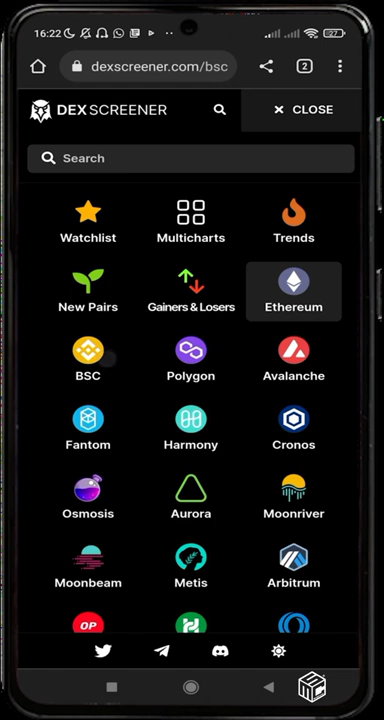 16:22
27
dexscreener.com/bsc
2
DEX SCREENER
CLOSE
Search
Watchlist Multicharts Trends
New Pairs Gainers & Losers Ethereum
BSC Polygon Avalanche
Fantom Harmony Cronos
Osmosis Aurora Moonriver
Moonbeam Metis Arbitrum
OP